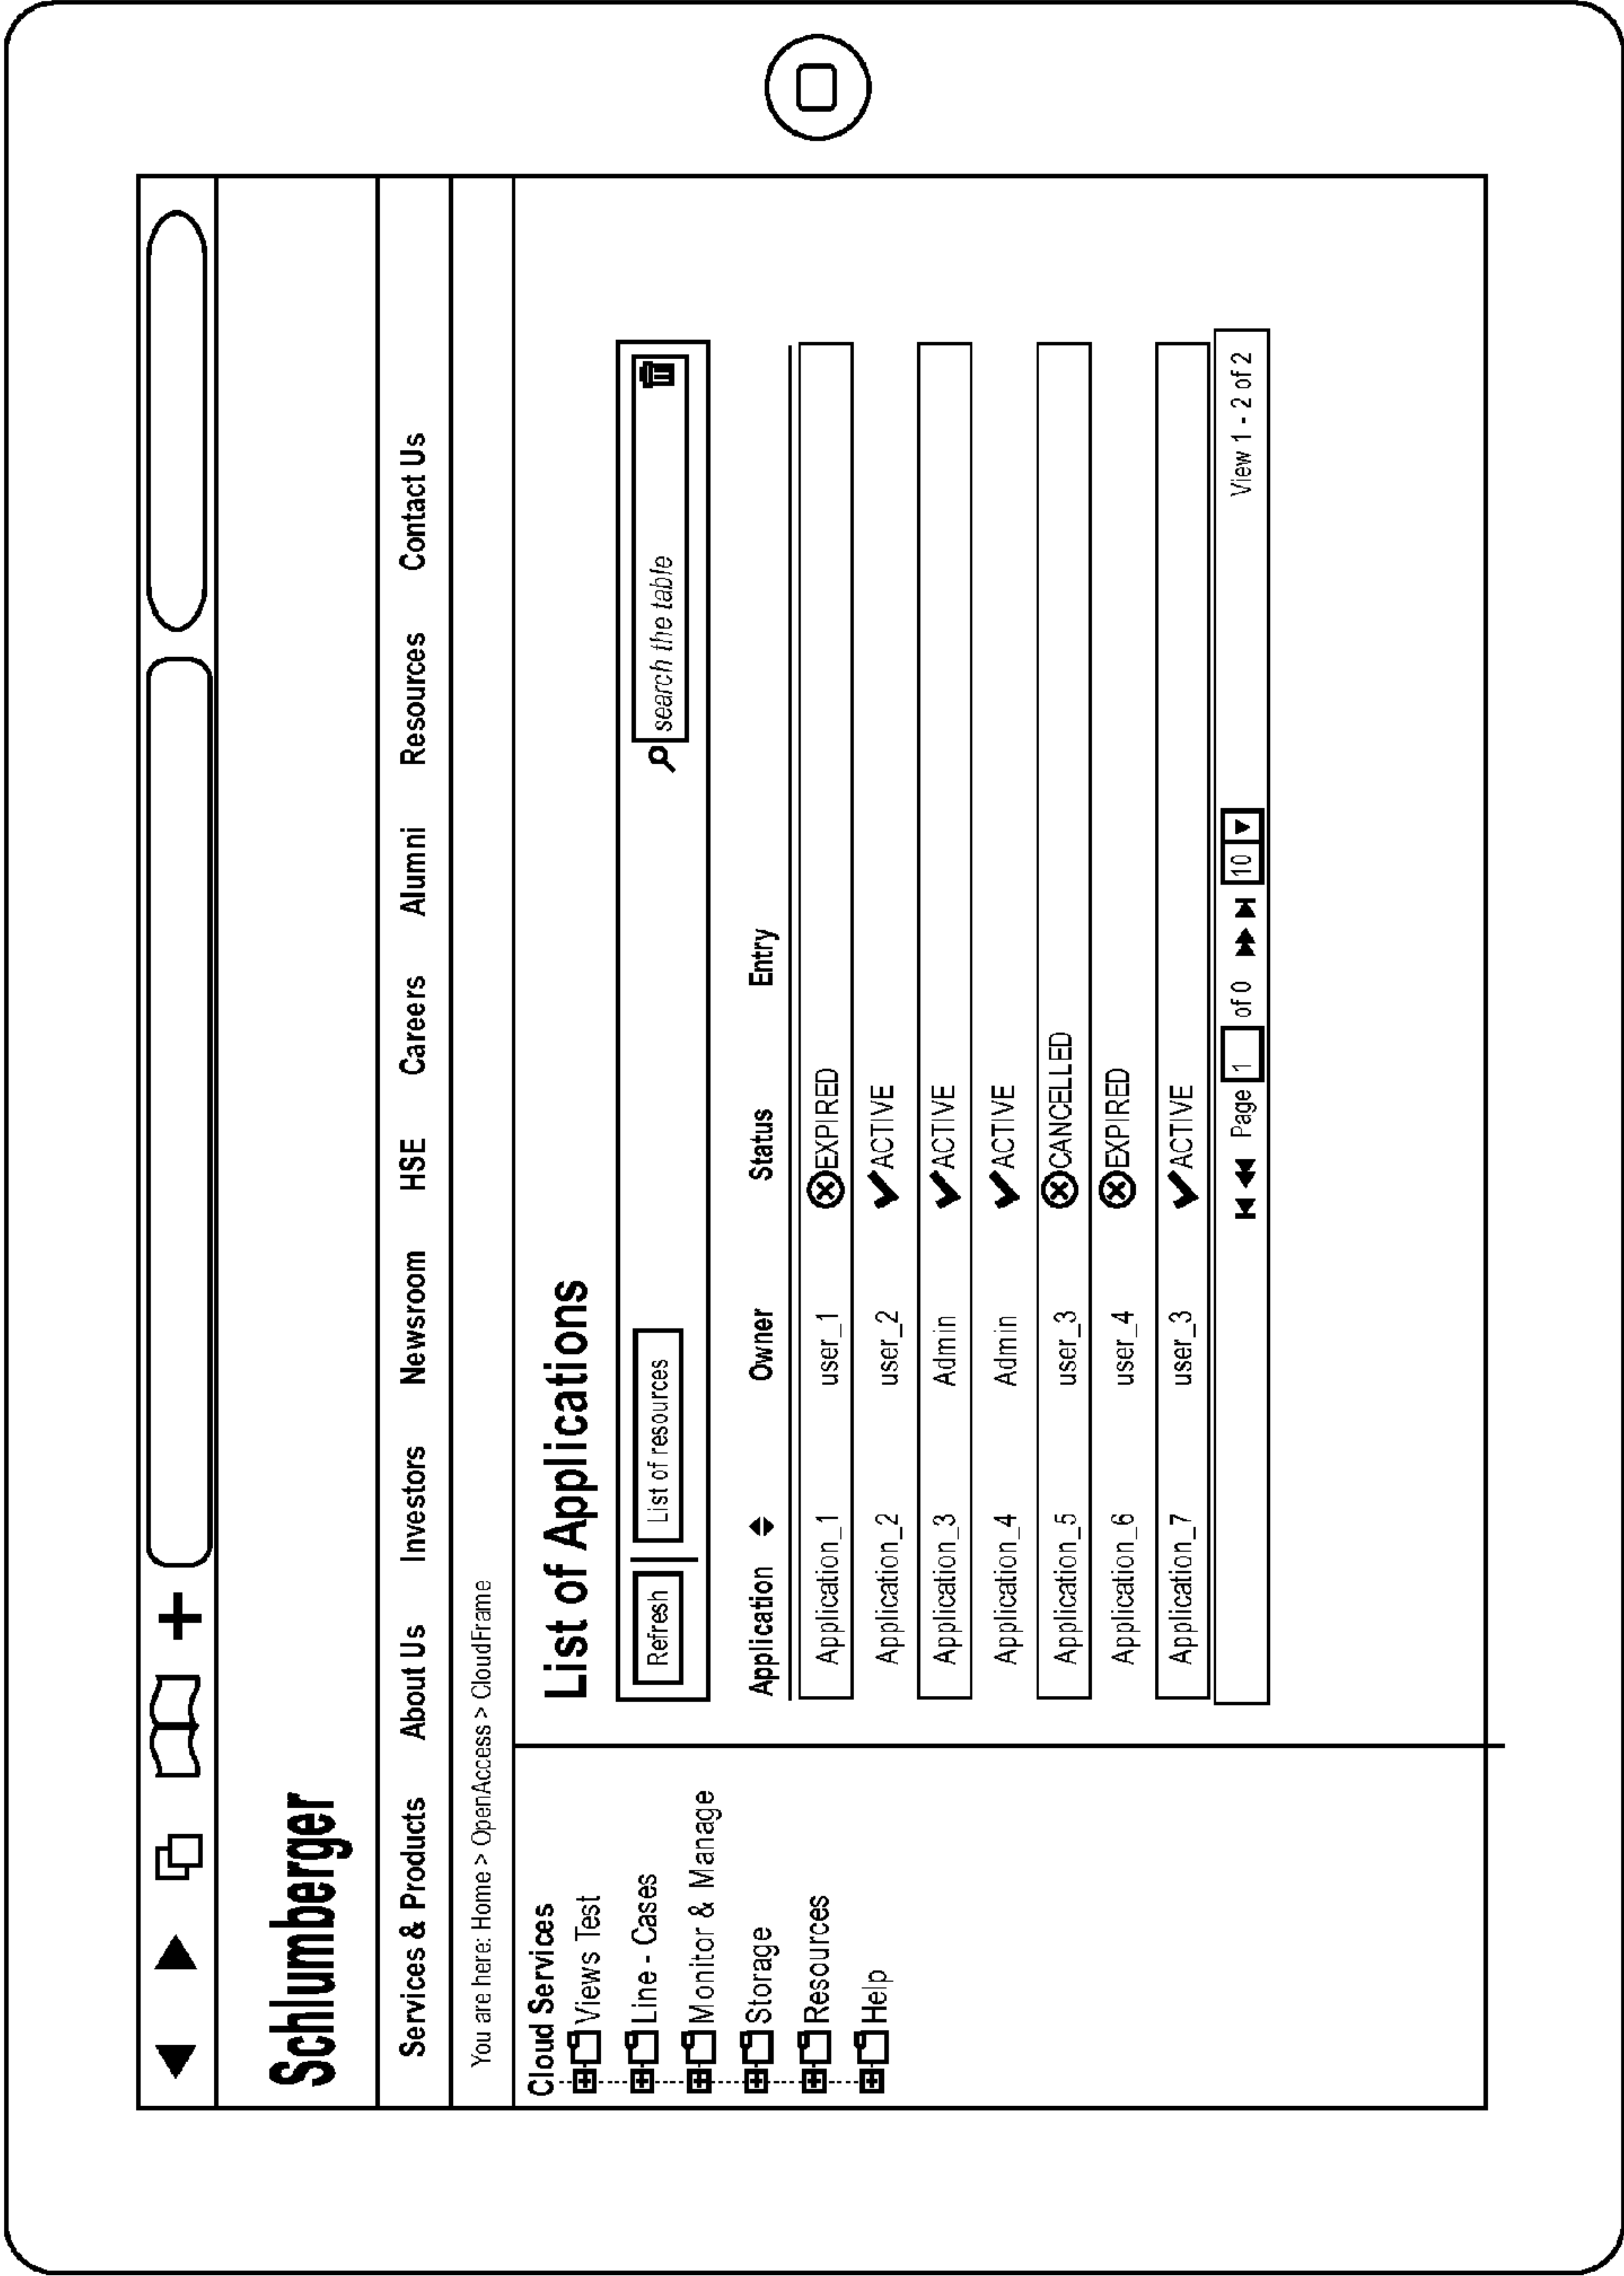 Schlumberger
Services & Products About Us Investors Newsroom HSE Careers Alumni Resources Contact Us
You are here: Home > OpenAccess > CloudFrame
Cloud Services
Views Test
Line - Cases
Monitor & Manage
Storage
Resources
Help
List of Applications
Refresh List of resources search the table
Application Owner Status Entry
Application_1 user_1 EXPIRED
Application_2 user_2 ACTIVE
Application_3 Admin ACTIVE
Application_4 Admin ACTIVE
Application_5 user_3 CANCELLED
Application_6 user_4 EXPIRED
Application_7 user_3 ACTIVE
Page 1 of 0 10 View 1 - 2 of 2